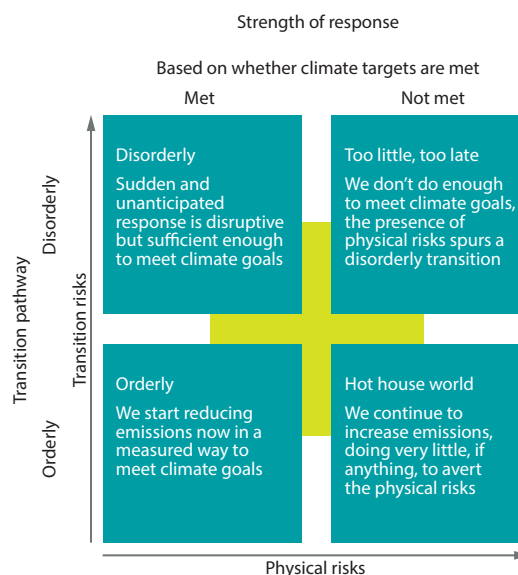 Strength of response
Based on whether climate targets are met
Met
Not met
Transition pathway
Disorderly
Orderly
Transition risks
Disorderly
Sudden and
unanticipated
response is disruptive
but sufficient enough
to meet climate goals
Too little, too late
We don’t do enough
to meet climate goals,
the presence of
physical risks spurs a
disorderly transition
Orderly
We start reducing
emissions now in a
measured way to
meet climate goals
Hot house world
We continue to
increase emissions,
doing very little, if
anything, to avert
the physical risks
Physical risks